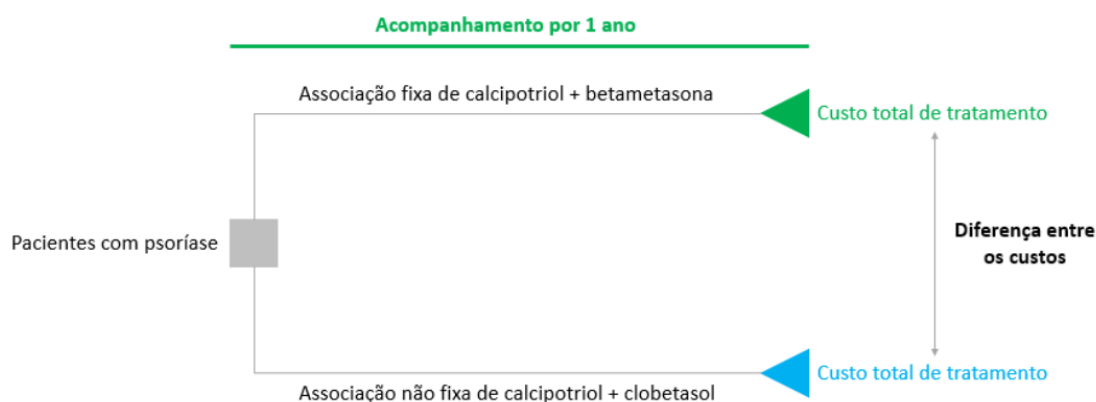 Acompanhamento por 1 ano
Associação fixa de calcipotriol + betametasona
Custo total de tratamento
Pacientes com psoríase
Diferença entre
os custos
Custo total de tratamento
Associação não fixa de calcipotriol + clobetasol